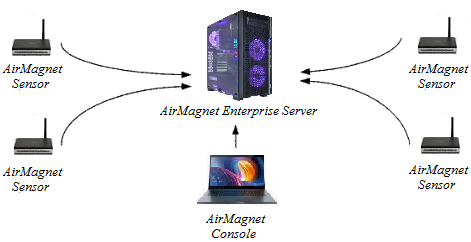 AirMagnet
Sensor
AirMagnet
Sensor
AirMagnet Enterprise Server
AirMagnet
Sensor
AirMagnet
Sensor
AirMagnet
Console